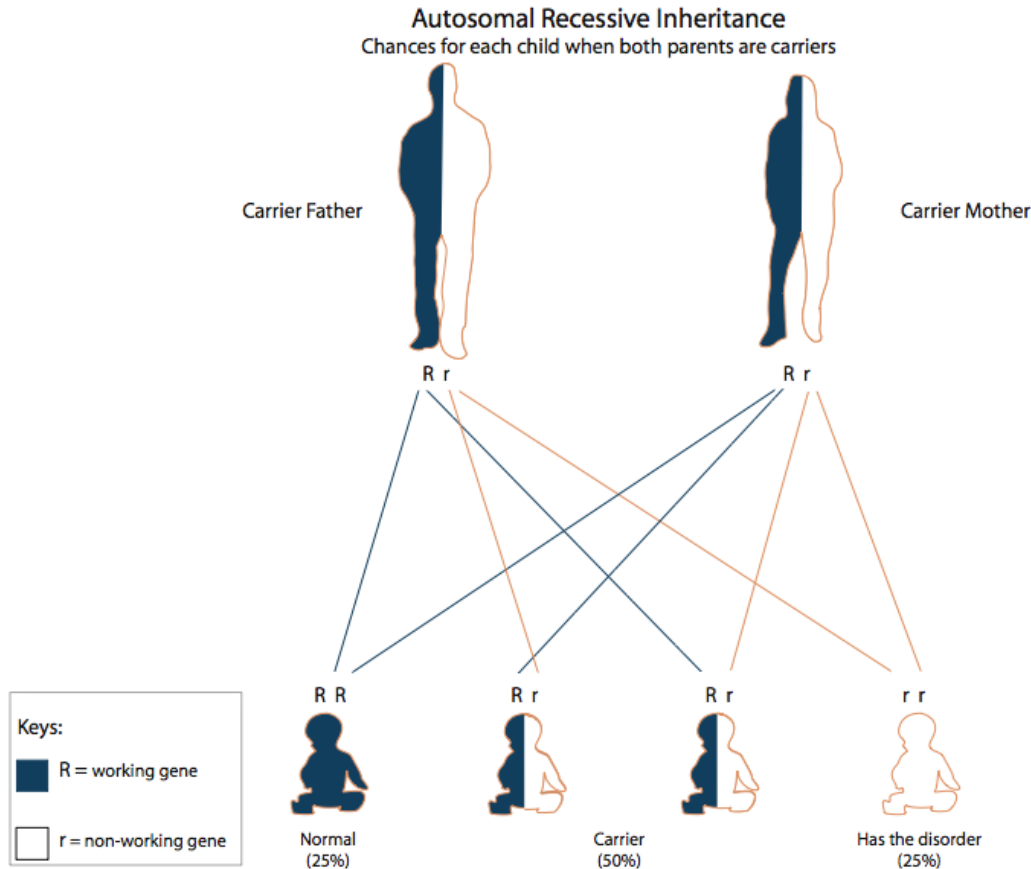 Autosomal Recessive Inheritance
Chances for each child when both parents are carriers
Carrier Father
Carrier Mother
R r
R r
R R
R r
R r
r r
Keys:
R = working gene
r = non-working gene
Normal
(25%)
Carrier
(50%)
Has the disorder
(25%)